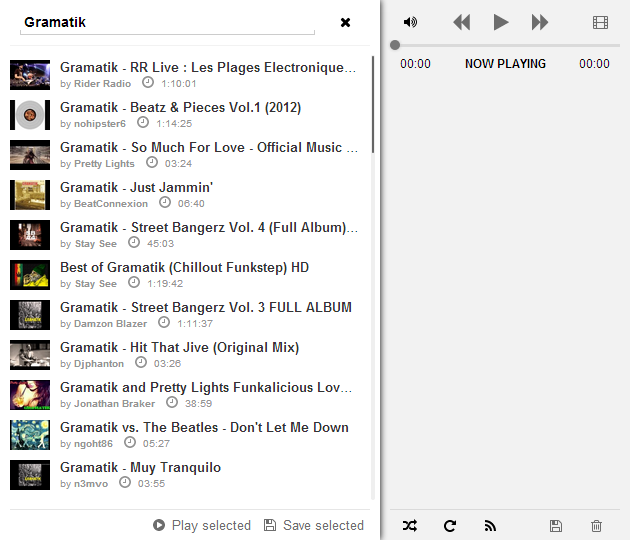 Gramatik
Gramatik - RR Live : Les Plages Electronique...
by Rider Radio 1:10:01
Gramatik - Beatz & Pieces Vol.1 (2012)
by nohipster6 1:14:25
Gramatik - So Much For Love - Official Music ...
by Pretty Lights 03:24
Gramatik - Just Jammin'
by BeatConnexion 06:40
Gramatik - Street Bangerz Vol. 4 (Full Album)...
by Stay See 45:03
Best of Gramatik (Chillout Funkstep) HD
by Stay See 1:19:42
Gramatik - Street Bangerz Vol. 3 FULL ALBUM
by Damzon Blazer 1:11:37
Gramatik - Hit That Jive (Original Mix)
by Djphanton 03:26
Gramatik and Pretty Lights Funkalicious Lov...
by Jonathan Braker 38:59
Gramatik vs. The Beatles - Don't Let Me Down
by ngoht86 05:27
Gramatik - Muy Tranquilo
by n3mvo 03:55
Play selected Save selected
00:00 NOW PLAYING 00:00